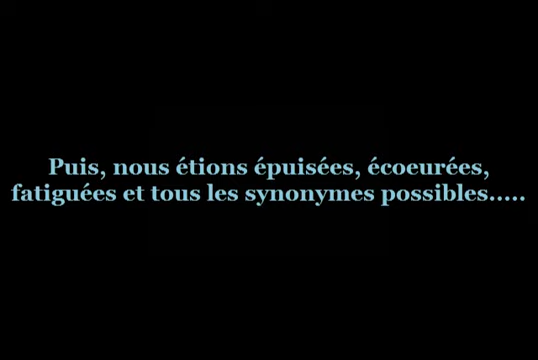 Puis, nous étions épuisées, écoeurées,
fatiguées et tous les synonymes possibles.....